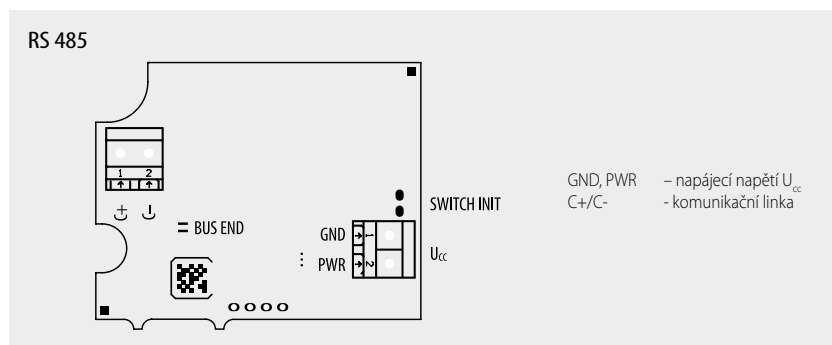 RS 485
1 2
C+ C-
BUS END
SWITCH INIT
GND 1
PWR 2
Ucc
GND, PWR – napájecí napětí Ucc
C+/C- - komunikační linka